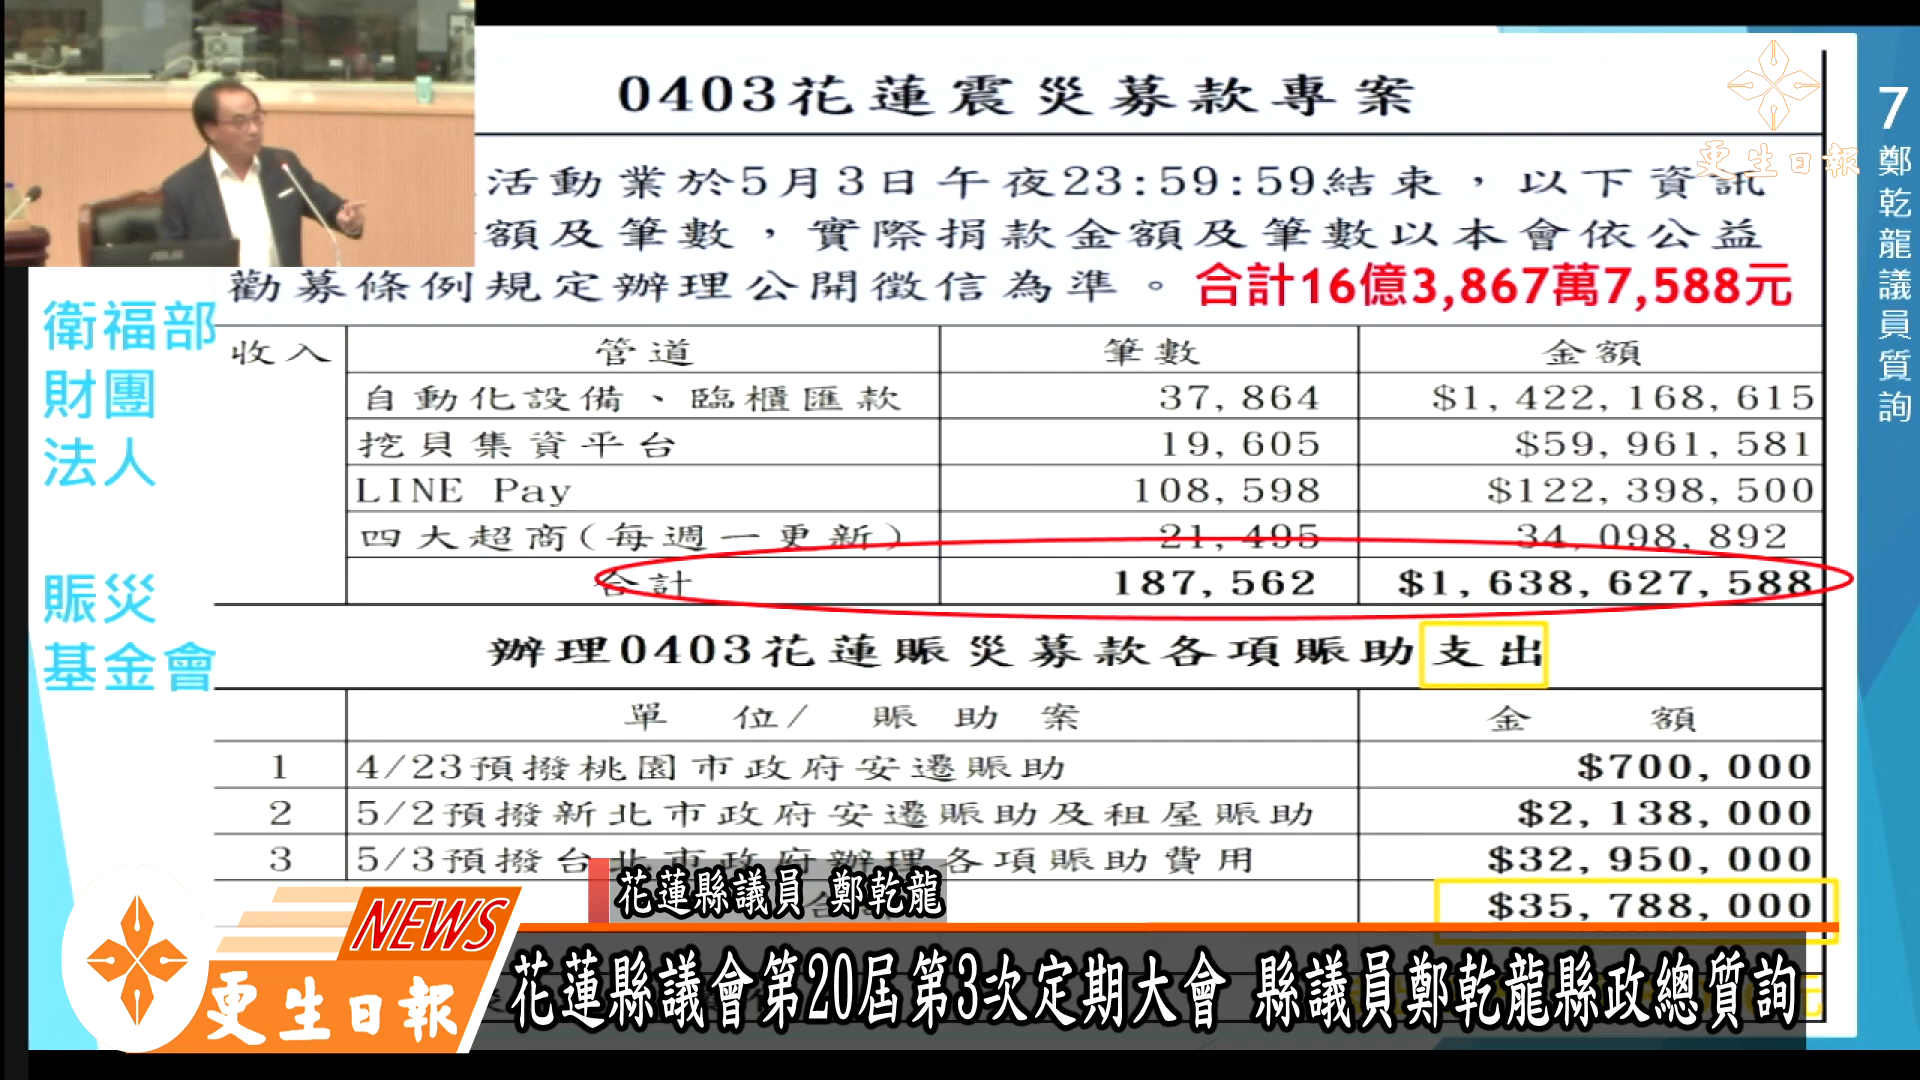 0403花蓮震災募款專案
更生日報
7鄭乾龍議員質詢
活動業於5月3日午夜23:59:59結束，以下資訊
額及筆數，實際捐款金額及筆數以本會依公益
勸募條例規定辦理公開徵信為準。合計16億3,867萬7,588元
衛福部
財團
法人
賑災
基金會
收入 管道 筆數 金額
自動化設備、臨櫃匯款 37,864 $1,422,168,615
挖貝集資平台 19,605 $59,961,581
LINE Pay 108,598 $122,398,500
四大超商(每週一更新) 21,495 34,098,892
合計 187,562 $1,638,627,588
辦理0403花蓮賑災募款各項賑助支出
單位/賑助案 金額
1 4/23預撥桃園市政府安遷賑助 $700,000
2 5/2預撥新北市政府安遷賑助及租屋賑助 $2,138,000
3 5/3預撥台北市政府辦理各項賑助費用 $32,950,000
$35,788,000
ASUS
花蓮縣議員 鄭乾龍
NEWS
更生日報
花蓮縣議會第20屆第3次定期大會 縣議員鄭乾龍縣政總質詢